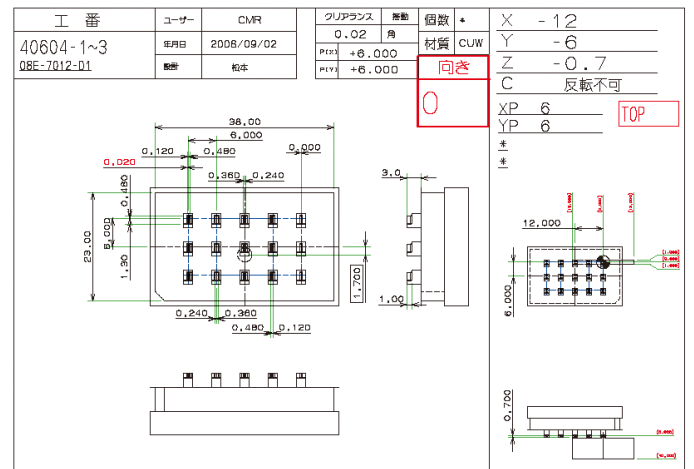 工 番
40604-1~3
08E-7012-D1
ユーザー CMR
年月日 2006/09/02
設計 松本
クリアランス 揺動
0.02 角
P(X) +6.000
P(Y) +6.000
個数 *
材質 CUW
向き
0
X -12
Y -6
Z -0.7
C 反転不可
XP 6
YP 6
TOP
*
*
38.00
6.000
0.120 0.480 0.000
0.020
0.360 0.240
0.480
6.000
23.00
1.30
1.700
0.240 0.360
0.480 0.120
3.0
1.00
12.000
6.000
0.700